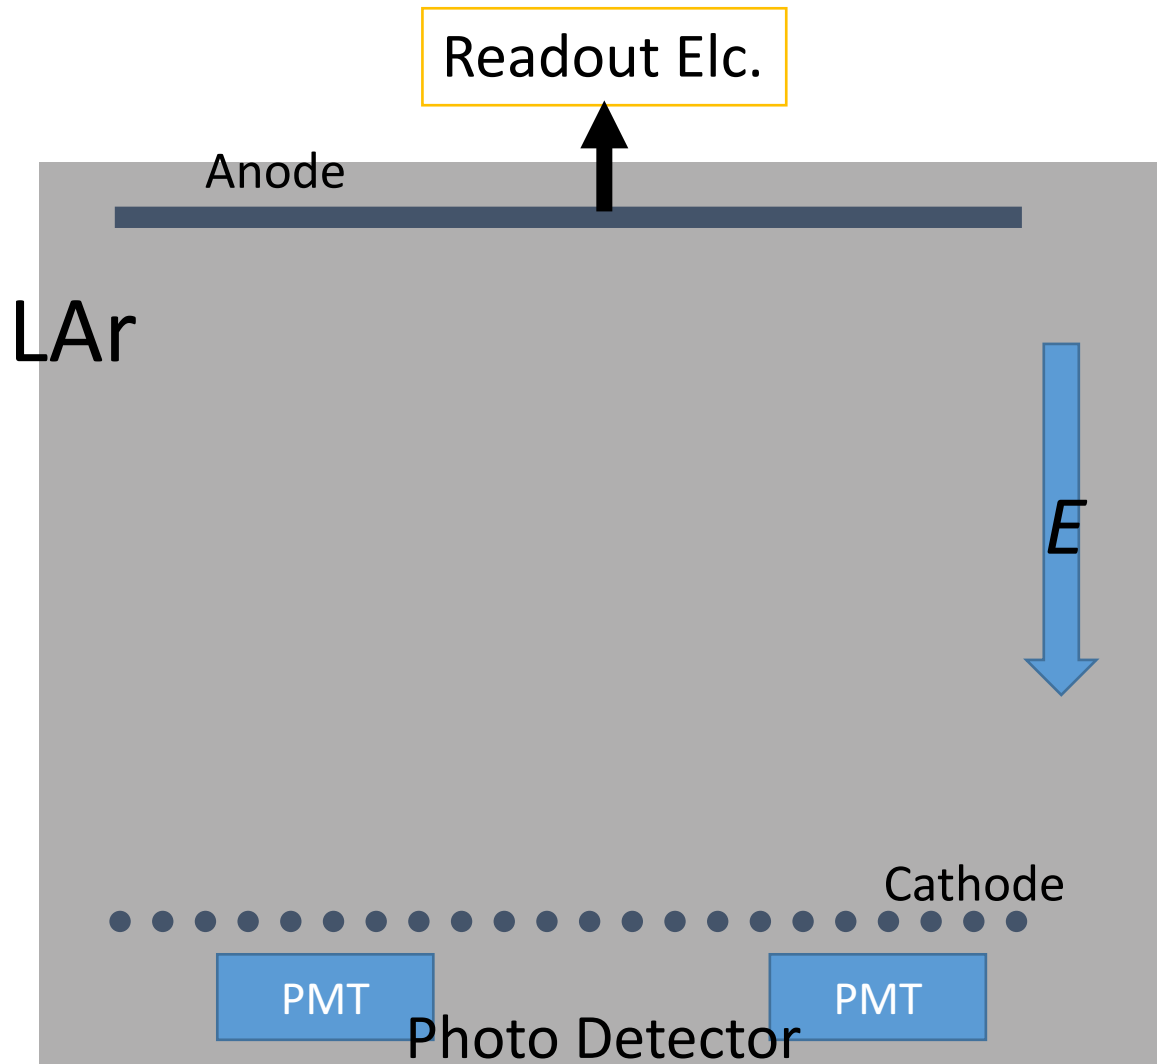 Readout Elc.
Anode
LAr
E
Cathode
PMT
PMT
Photo Detector